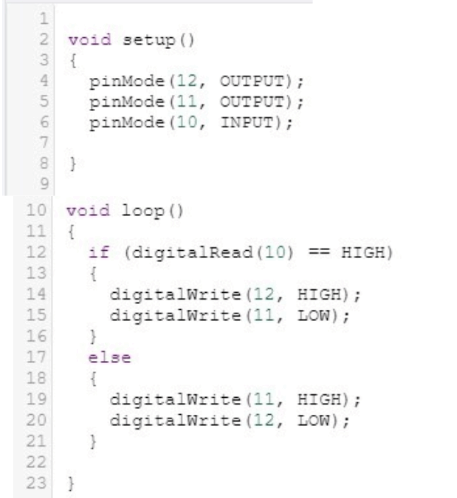 1
2 void setup()
3 {
4 pinMode(12, OUTPUT);
5 pinMode(11, OUTPUT);
6 pinMode(10, INPUT);
7
8 }
9
10 void loop()
11 {
12 if (digitalRead(10) == HIGH)
13 {
14 digitalWrite(12, HIGH);
15 digitalWrite(11, LOW);
16 }
17 else
18 {
19 digitalWrite(11, HIGH);
20 digitalWrite(12, LOW);
21 }
22
23 }